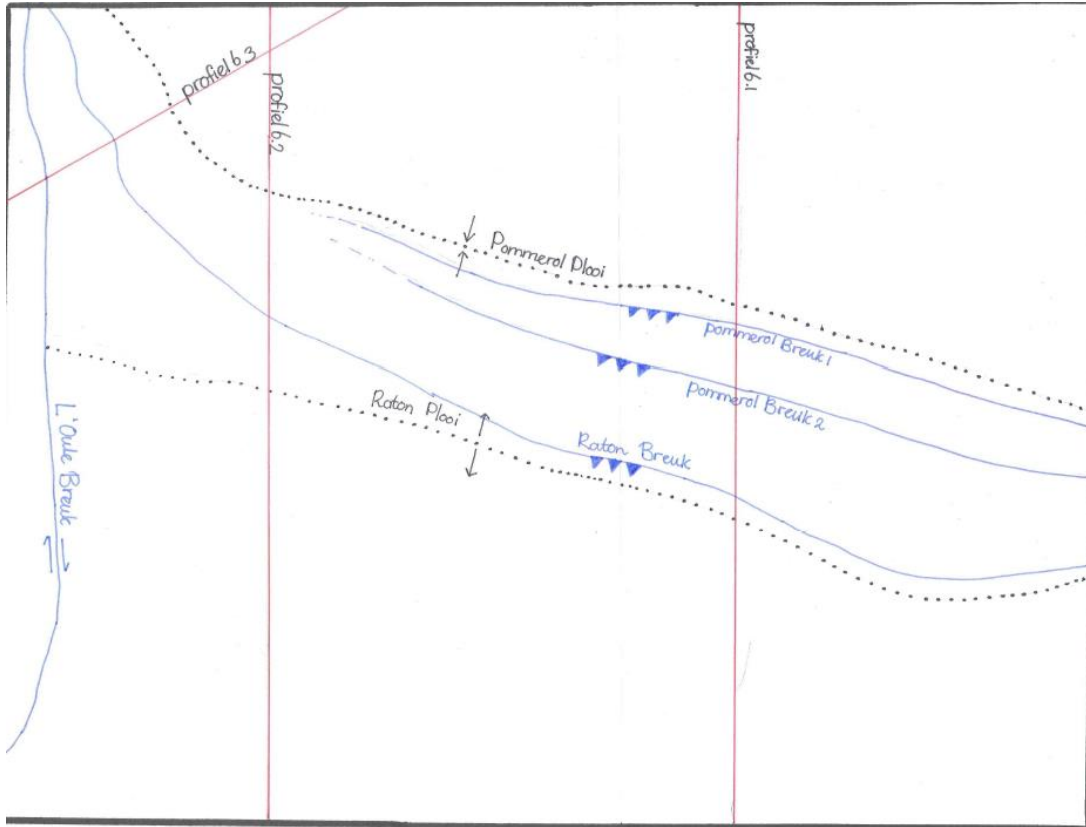 profiel 6.3
profiel 6.2
profiel 6.1
Pommerol Plooi
pommerol Breuk 1
pommerol Breuk 2
Raton Plooi
Raton Breuk
L'Oule Breuk